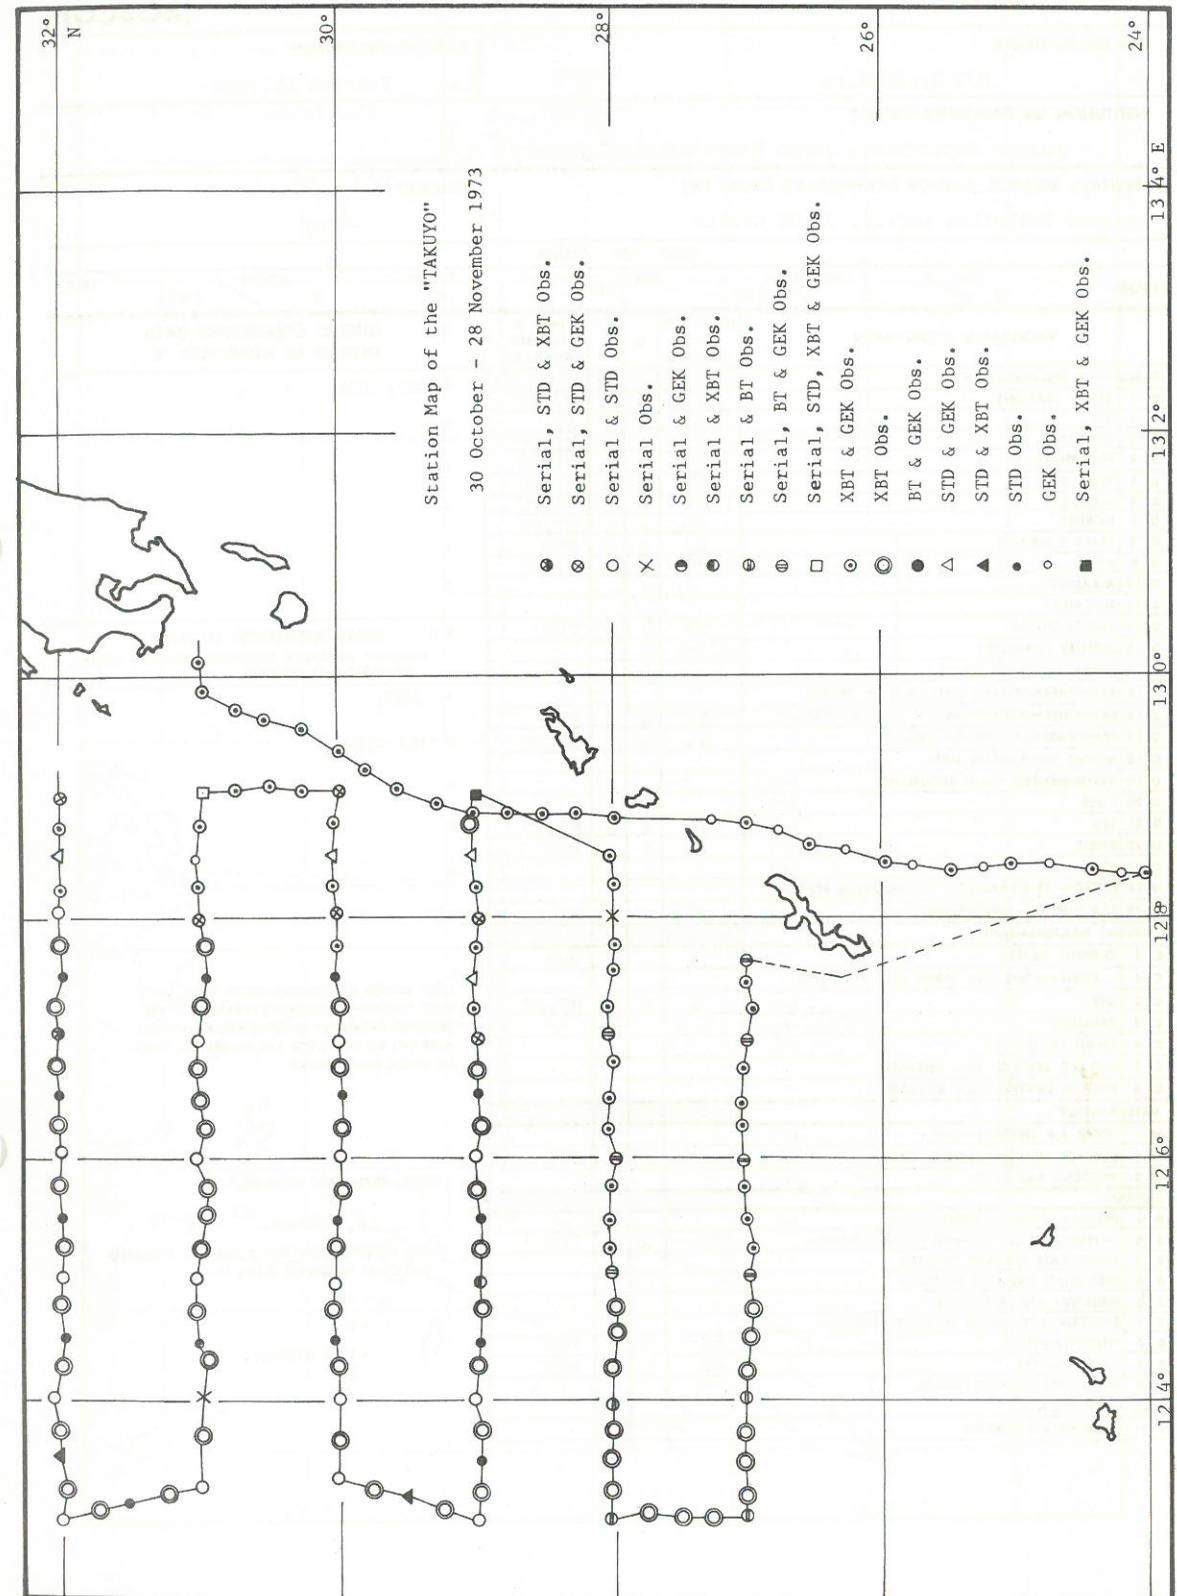 32°
N
30°
28°
26°
24°
134° E
132°
130°
128°
126°
124°
Station Map of the "TAKUYO"
30 October - 28 November 1973
Serial, STD & XBT Obs.
Serial, STD & GEK Obs.
Serial & STD Obs.
Serial Obs.
Serial & GEK Obs.
Serial & XBT Obs.
Serial & BT Obs.
Serial, BT & GEK Obs.
Serial, STD, XBT & GEK Obs.
XBT & GEK Obs.
XBT Obs.
BT & GEK Obs.
STD & GEK Obs.
STD & XBT Obs.
STD Obs.
GEK Obs.
Serial, XBT & GEK Obs.